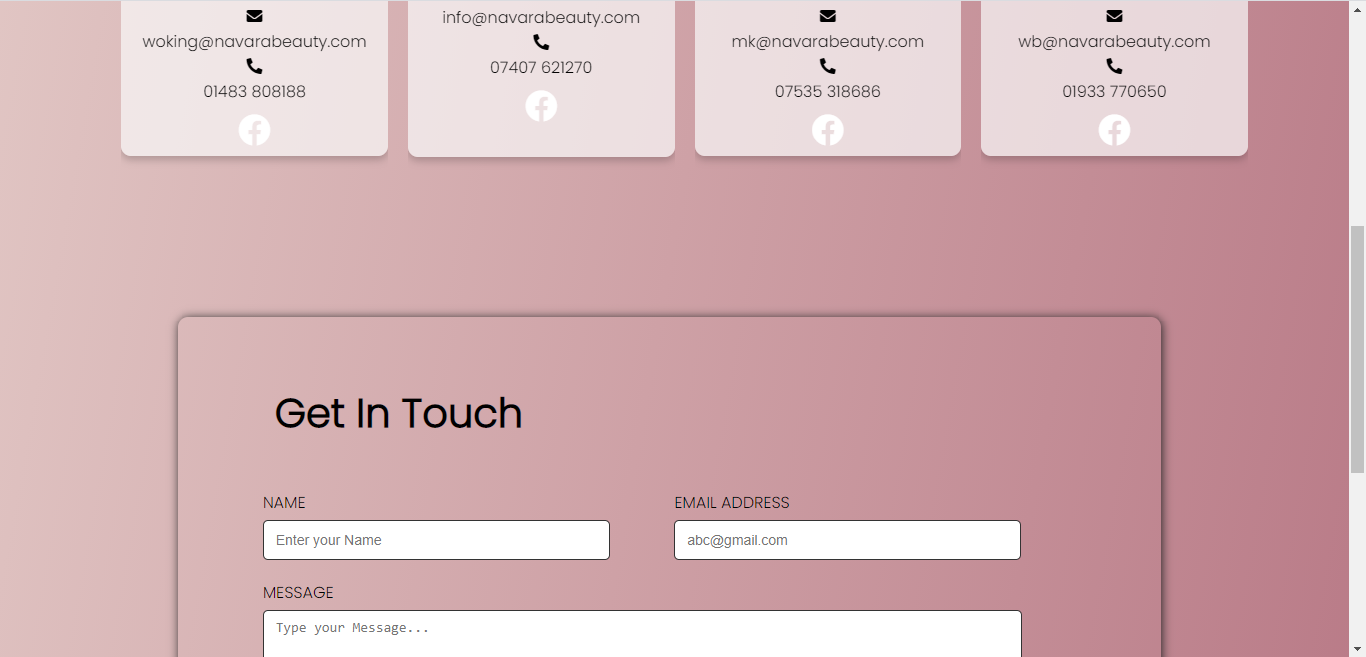 woking@navarabeauty.com
01483 808188
info@navarabeauty.com
07407 621270
mk@navarabeauty.com
07535 318686
wb@navarabeauty.com
01933 770650
Get In Touch
NAME
EMAIL ADDRESS
Enter your Name
abc@gmail.com
MESSAGE
Type your Message...